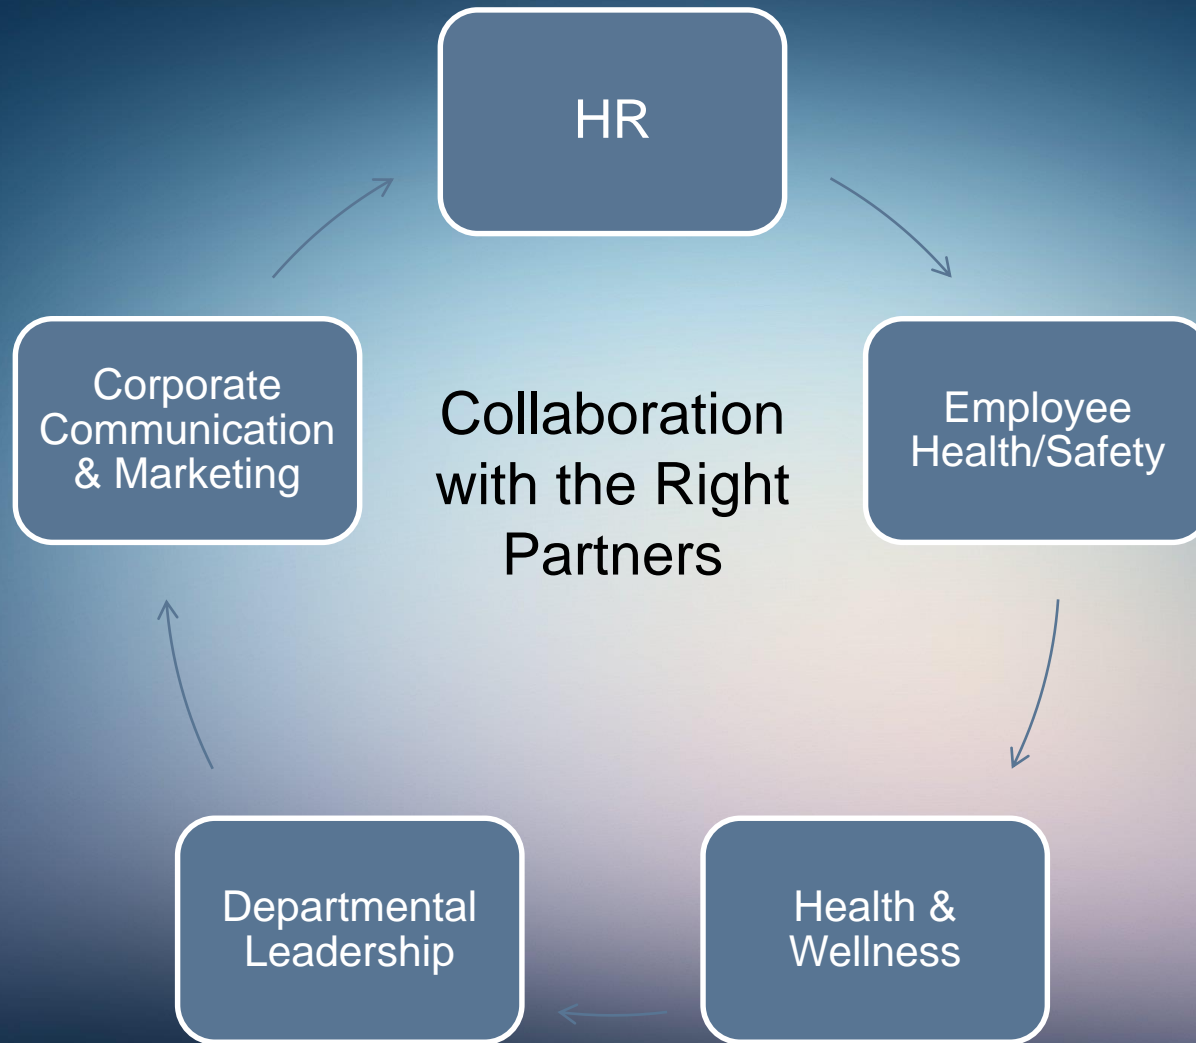 HR
Employee
Health/Safety
Health &
Wellness
Departmental
Leadership
Corporate
Communication
& Marketing
Collaboration
with the Right
Partners